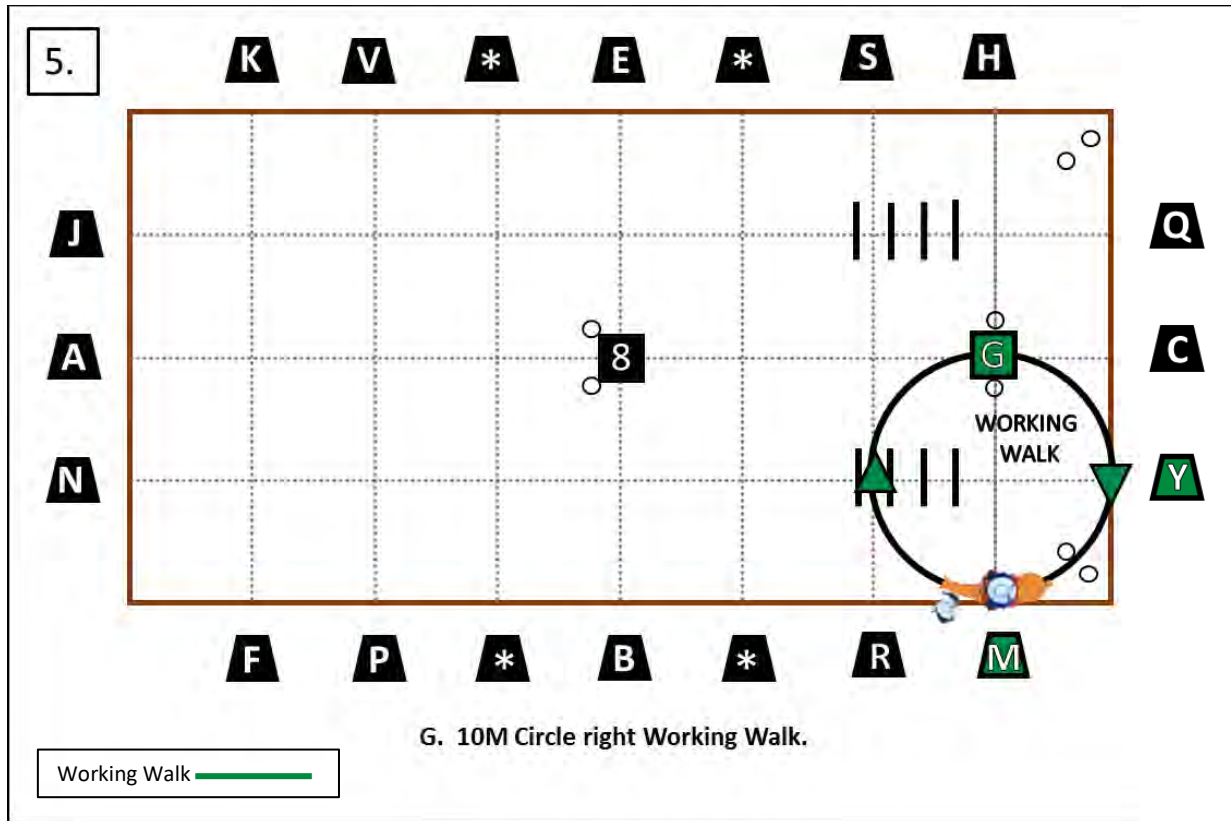 5.
K V * E * S H
J Q
8 G
A C
WORKING
WALK
N Y
F P * B * R M
G. 10M Circle right Working Walk.
Working Walk